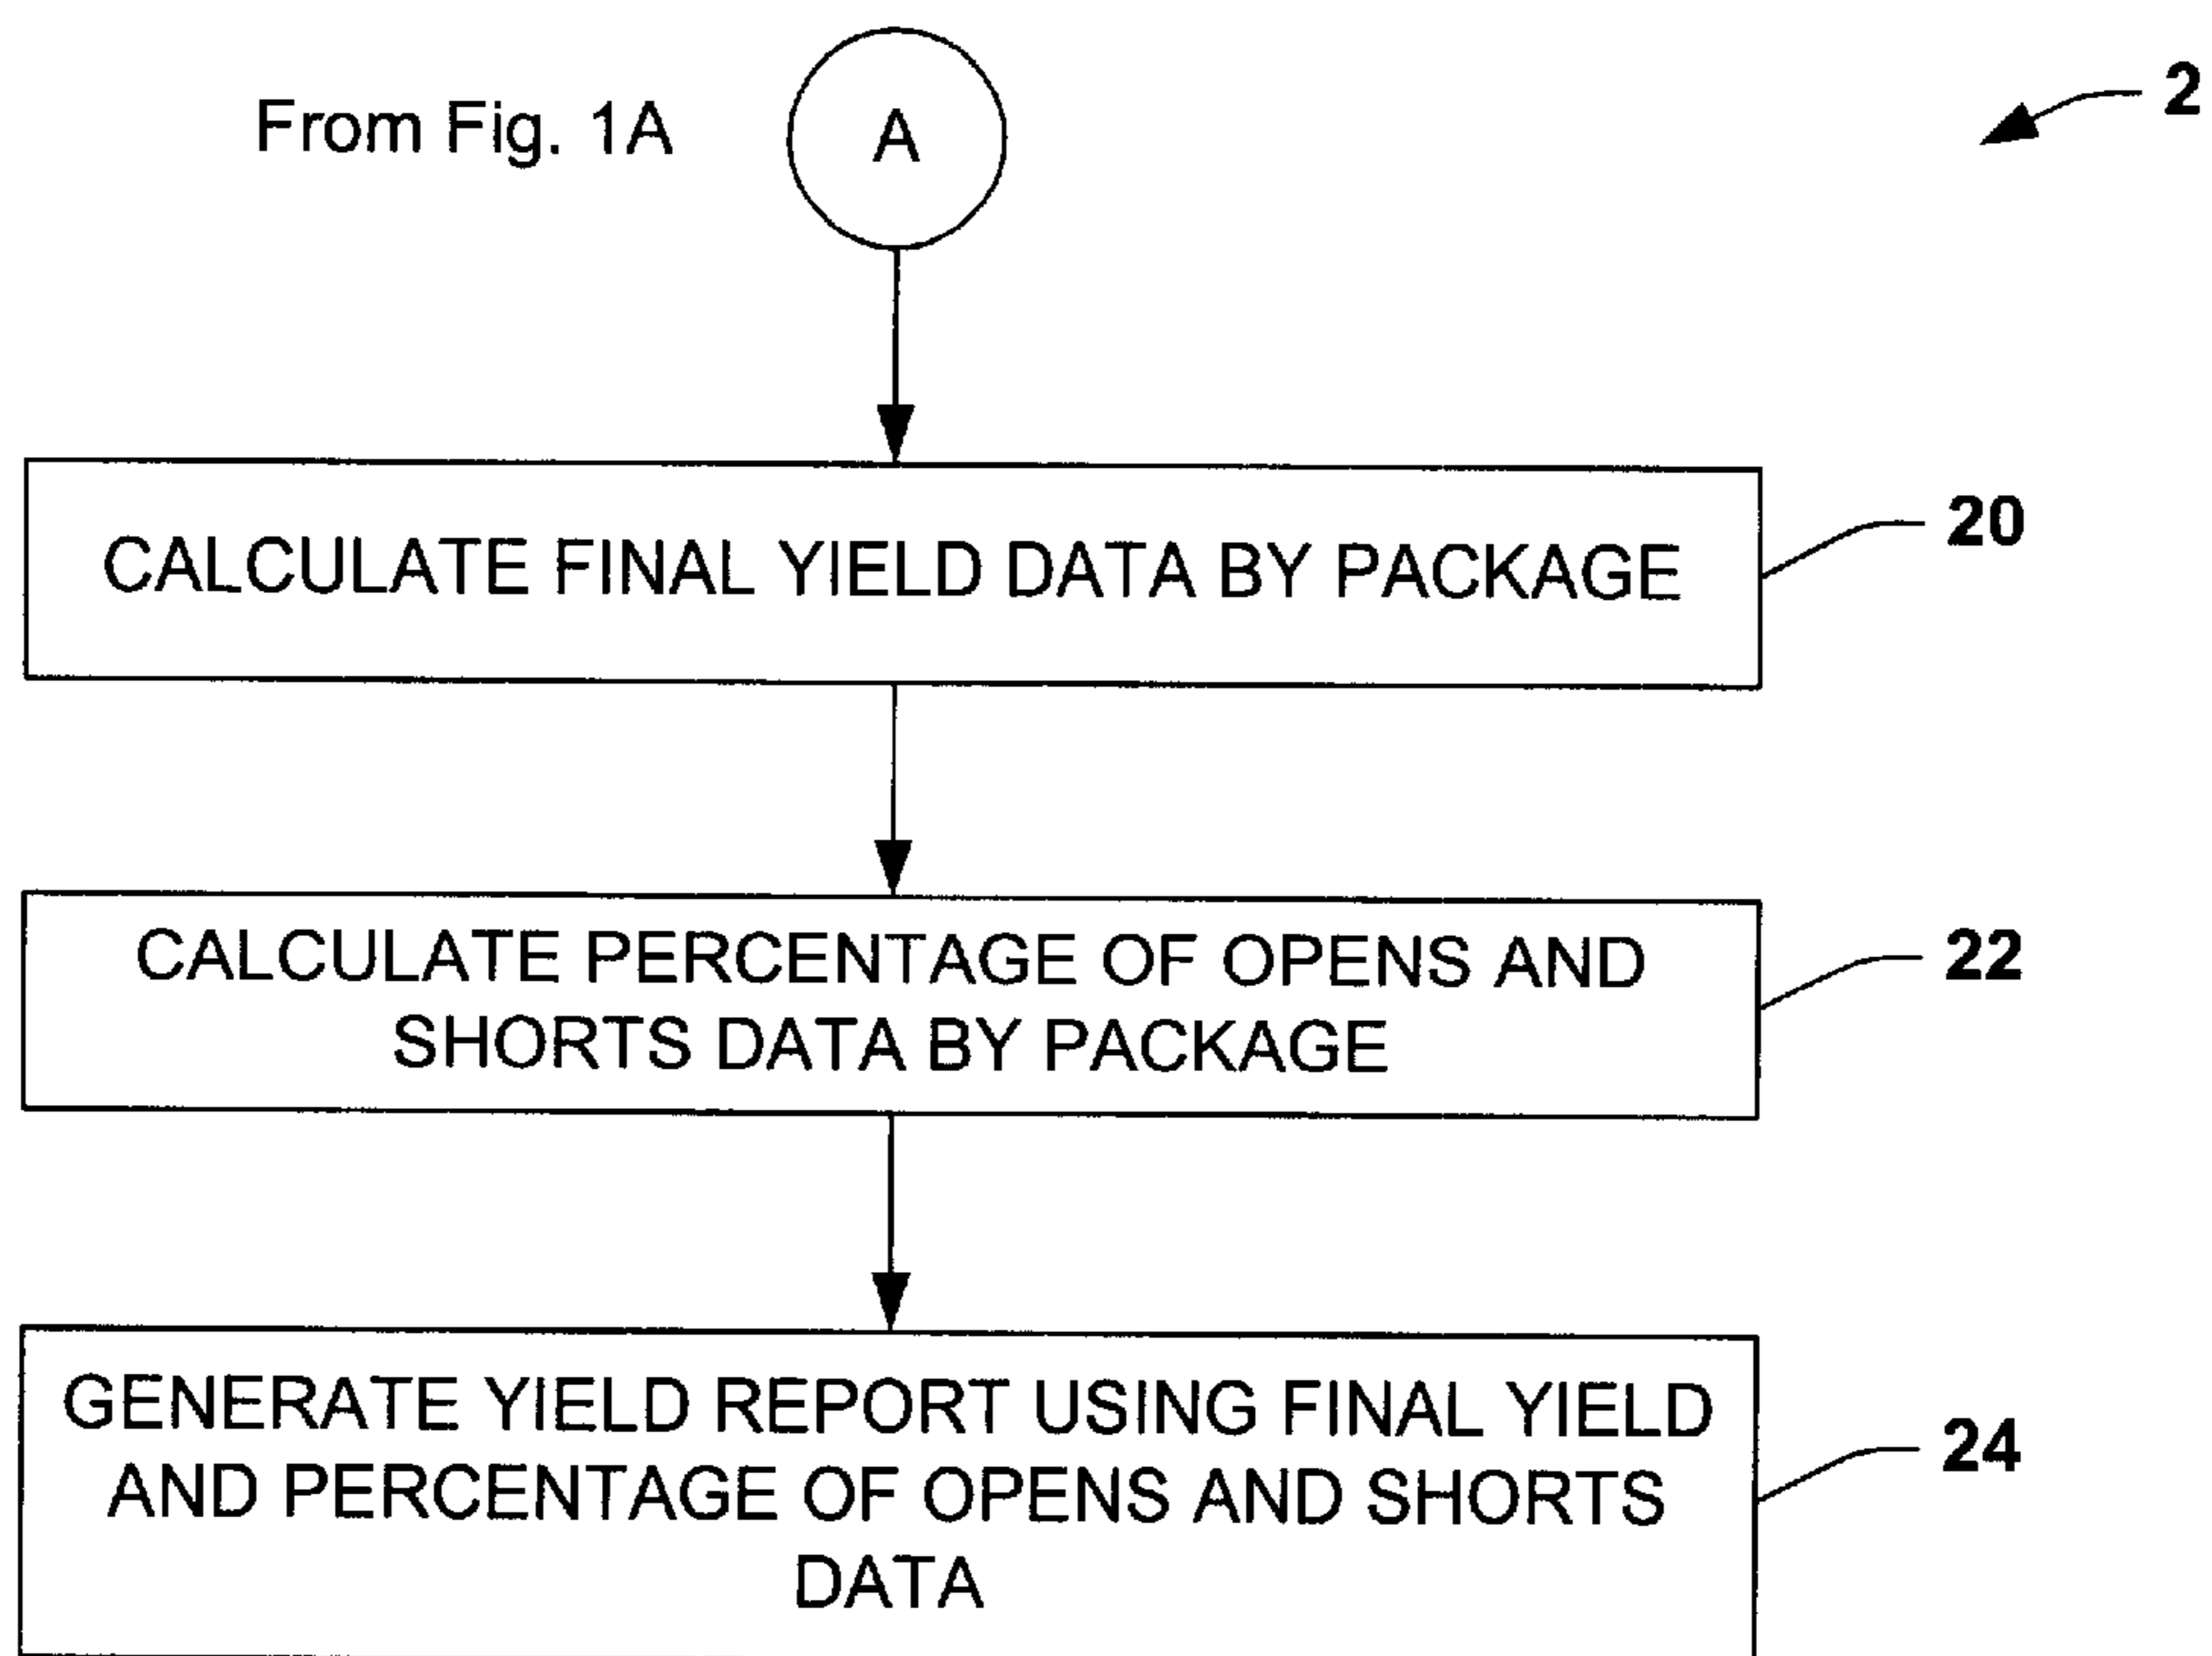 From Fig. 1A
A
2
CALCULATE FINAL YIELD DATA BY PACKAGE
20
CALCULATE PERCENTAGE OF OPENS AND
SHORTS DATA BY PACKAGE
22
GENERATE YIELD REPORT USING FINAL YIELD
AND PERCENTAGE OF OPENS AND SHORTS
DATA
24